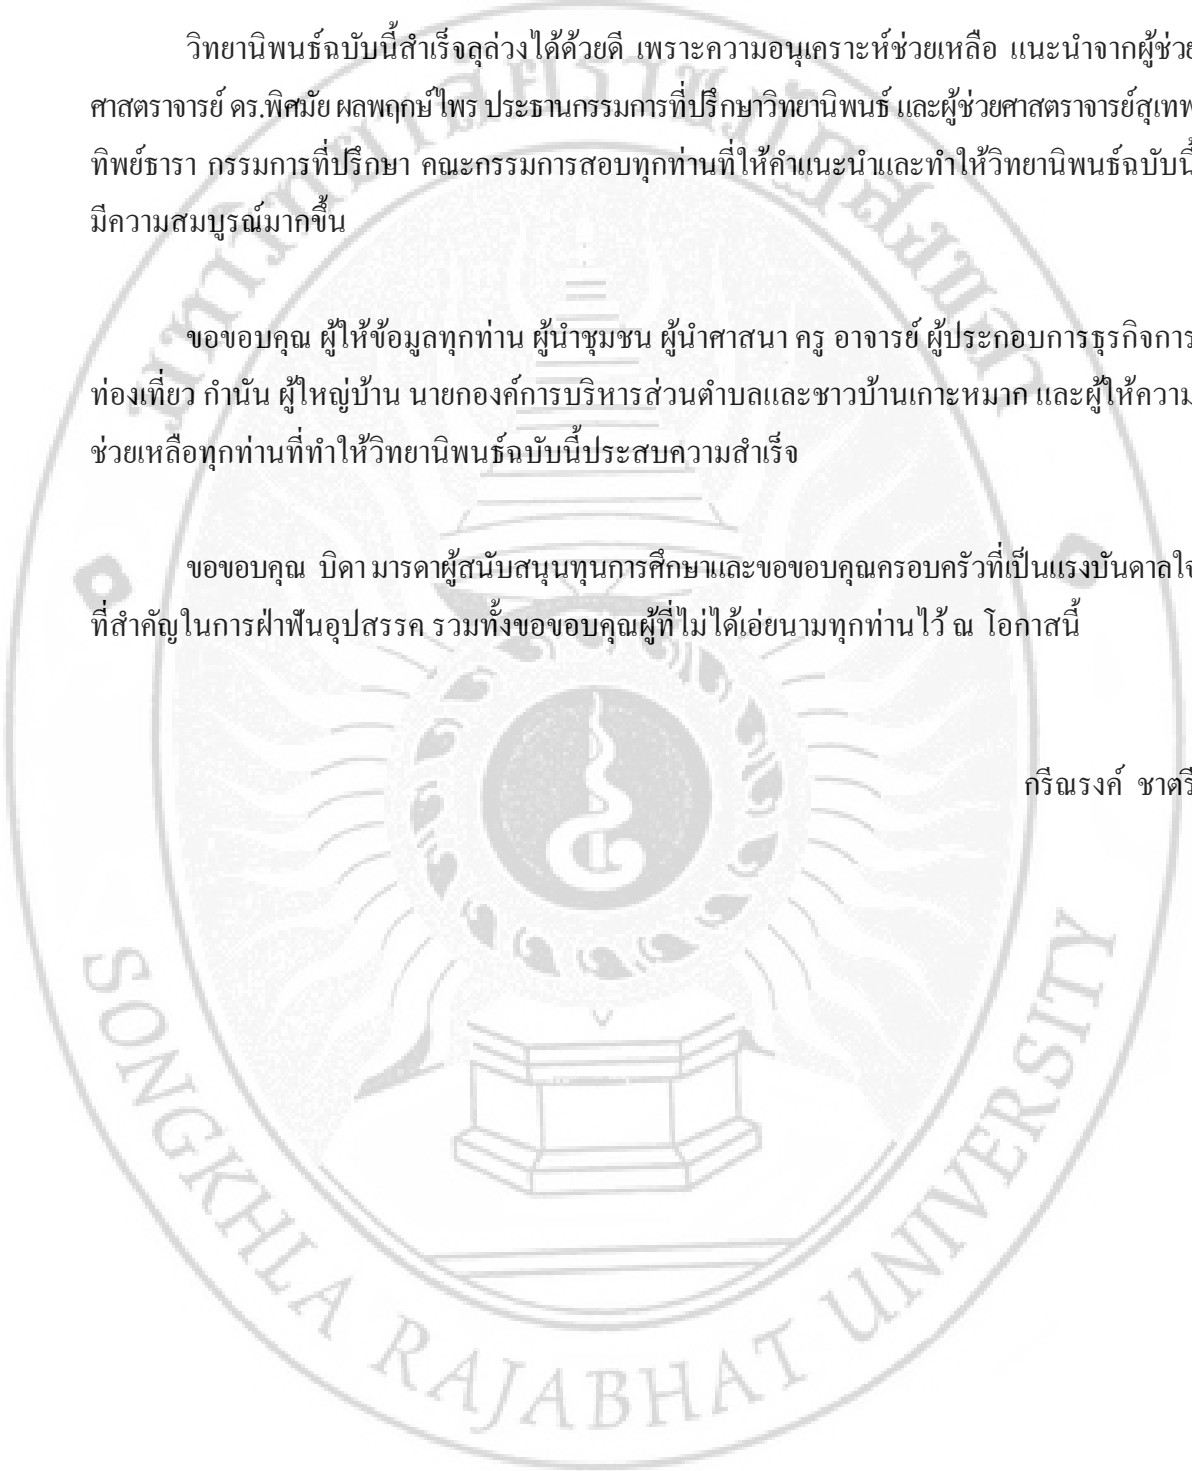 วิทยานิพนธ์ฉบับนี้สำเร็จลุล่วงได้ด้วยดี เพราะความอนุเคราะห์ช่วยเหลือ แนะนำจากผู้ช่วย
ศาสตราจารย์ ดร.พิศมัย ผลพฤกษ์ไพร ประธานกรรมการที่ปรึกษาวิทยานิพนธ์ และผู้ช่วยศาสตราจารย์สุเทพ
ทิพย์ธารา กรรมการที่ปรึกษา คณะกรรมการสอบทุกท่านที่ให้คำแนะนำและทำให้วิทยานิพนธ์ฉบับนี้
มีความสมบูรณ์มากขึ้น
ขอขอบคุณ ผู้ให้ข้อมูลทุกท่าน ผู้นำชุมชน ผู้นำศาสนา ครู อาจารย์ ผู้ประกอบการธุรกิจการ
ท่องเที่ยว กำนัน ผู้ใหญ่บ้าน นายกองค์การบริหารส่วนตำบลและชาวบ้านเกาะหมาก และผู้ให้ความ
ช่วยเหลือทุกท่านที่ทำให้วิทยานิพนธ์ฉบับนี้ประสบความสำเร็จ
ขอขอบคุณ บิดา มารดาผู้สนับสนุนทุนการศึกษาและขอขอบคุณครอบครัวที่เป็นแรงบันดาลใจ
ที่สำคัญในการฝ่าฟันอุปสรรค รวมทั้งขอขอบคุณผู้ที่ไม่ได้เอ่ยนามทุกท่านไว้ ณ โอกาสนี้
กรีณรงค์ ชาตรี
มหาวิทยาลัยราชภัฏสงขลา
SONGKHLA RAJABHAT UNIVERSITY